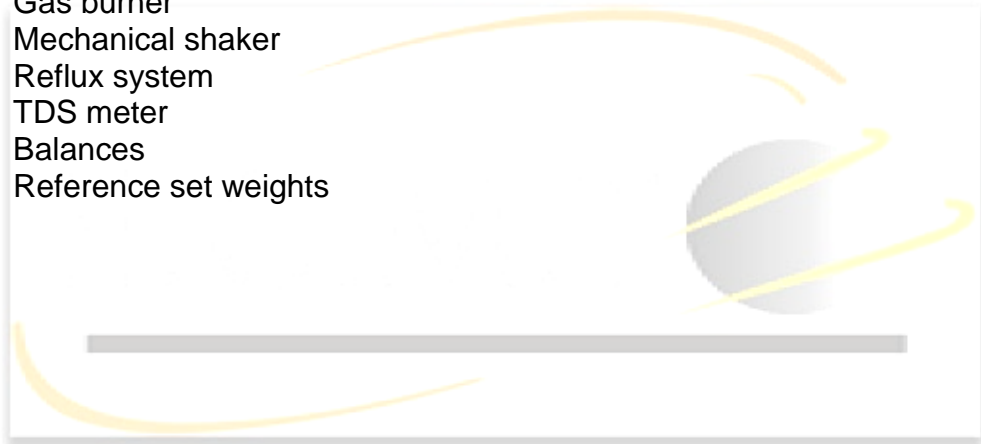 Gas burner
Mechanical shaker
Reflux system
TDS meter
Balances
Reference set weights